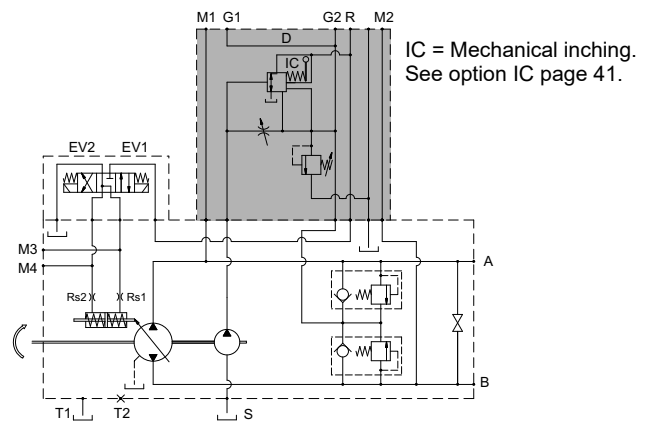 M1 G1 G2 R M2
D
IC
IC = Mechanical inching.
See option IC page 41.
EV2 EV1
M3
M4
A
Rs2 Rs1
B
T1 T2 S